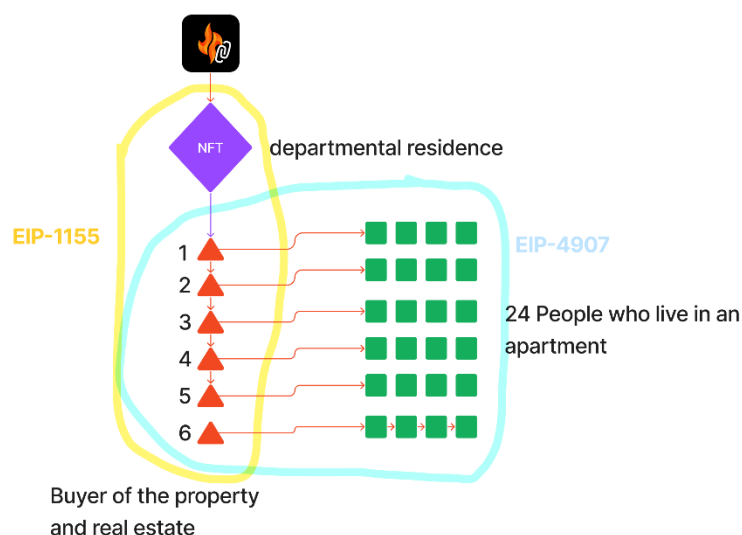 NFT
departmental residence
EIP-1155
EIP-4907
1
2
3
4
5
6
24 People who live in an
apartment
Buyer of the property
and real estate